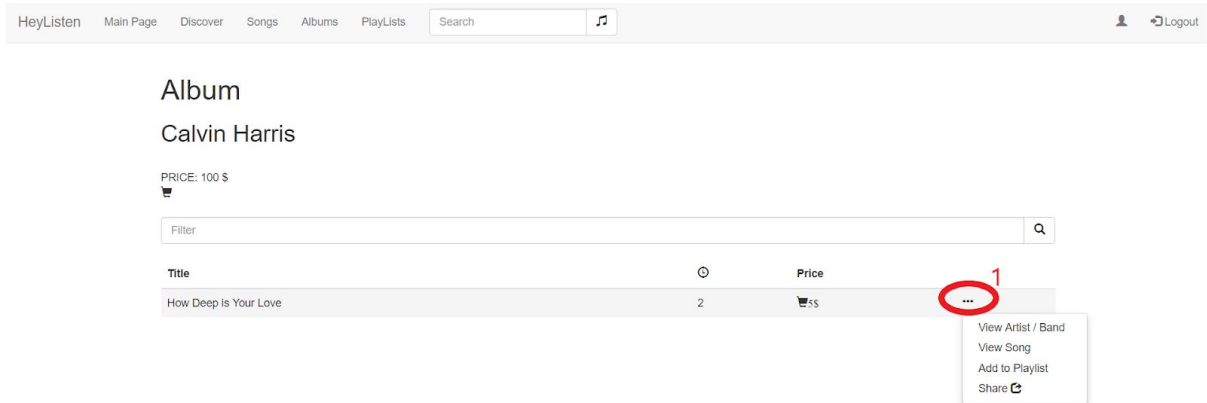 HeyListen Main Page Discover Songs Albums PlayLists Search Logout
Album
Calvin Harris
PRICE: 100 $
Filter
Title Price 1
How Deep is Your Love 2 5$ ...
View Artist / Band
View Song
Add to Playlist
Share